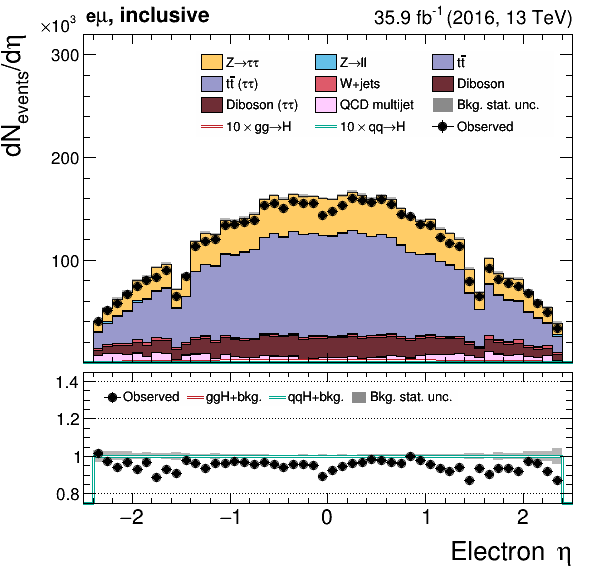 ×10³ eμ, inclusive 35.9 fb⁻¹ (2016, 13 TeV)
dN_events/dη
300
200
100
Z→ττ Z→ll tt̄
tt̄ (ττ) W+jets Diboson
Diboson (ττ) QCD multijet Bkg. stat. unc.
10 × gg→H 10 × qq→H Observed
1.4
1.2
1
0.8
Observed ggH+bkg. qqH+bkg. Bkg. stat. unc.
−2 −1 0 1 2
Electron η